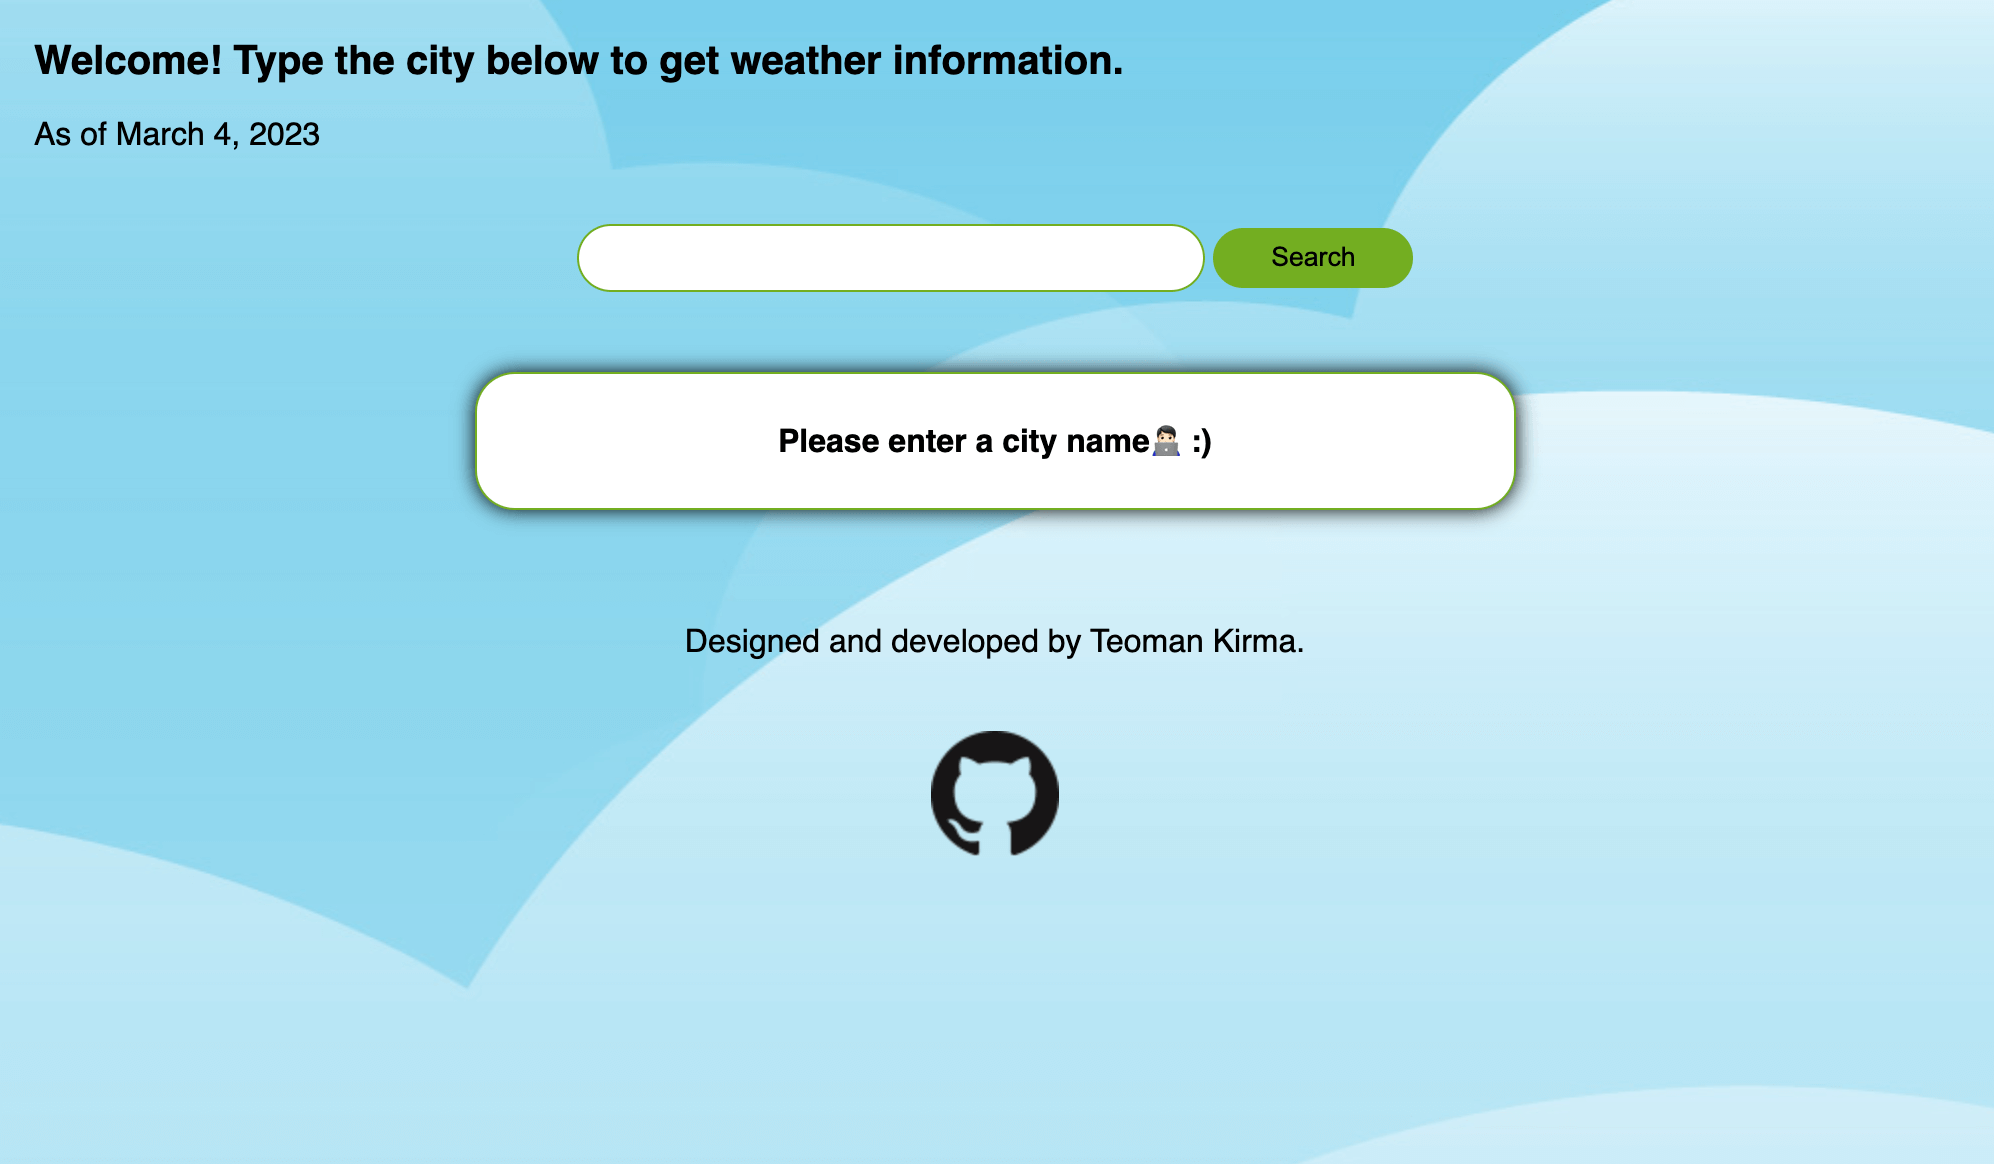 Welcome! Type the city below to get weather information.
As of March 4, 2023
Search
Please enter a city name👨🏻‍💻 :)
Designed and developed by Teoman Kirma.